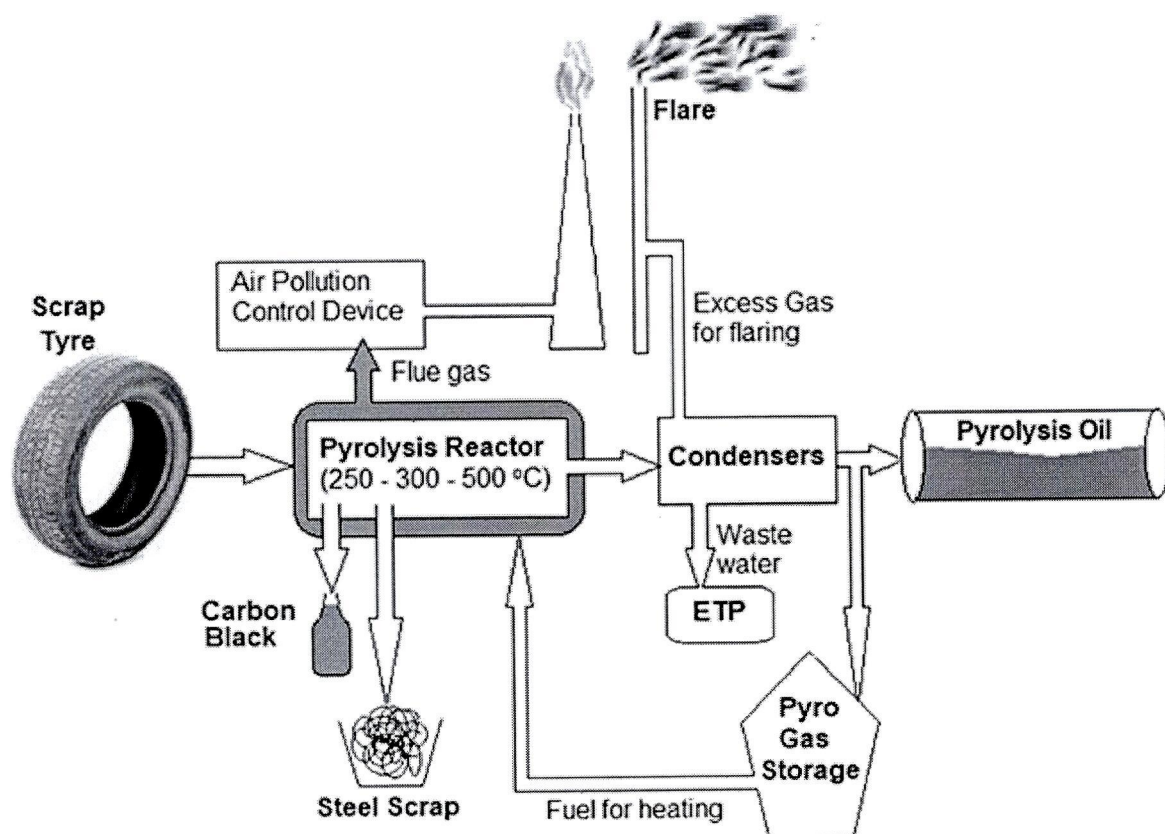 Flare
Air Pollution
Control Device
Scrap
Tyre
Excess Gas
for flaring
Flue gas
Pyrolysis Reactor
(250 - 300 - 500 ºC)
Condensers
Pyrolysis Oil
Waste
water
ETP
Carbon
Black
Pyro
Gas
Storage
Steel Scrap
Fuel for heating